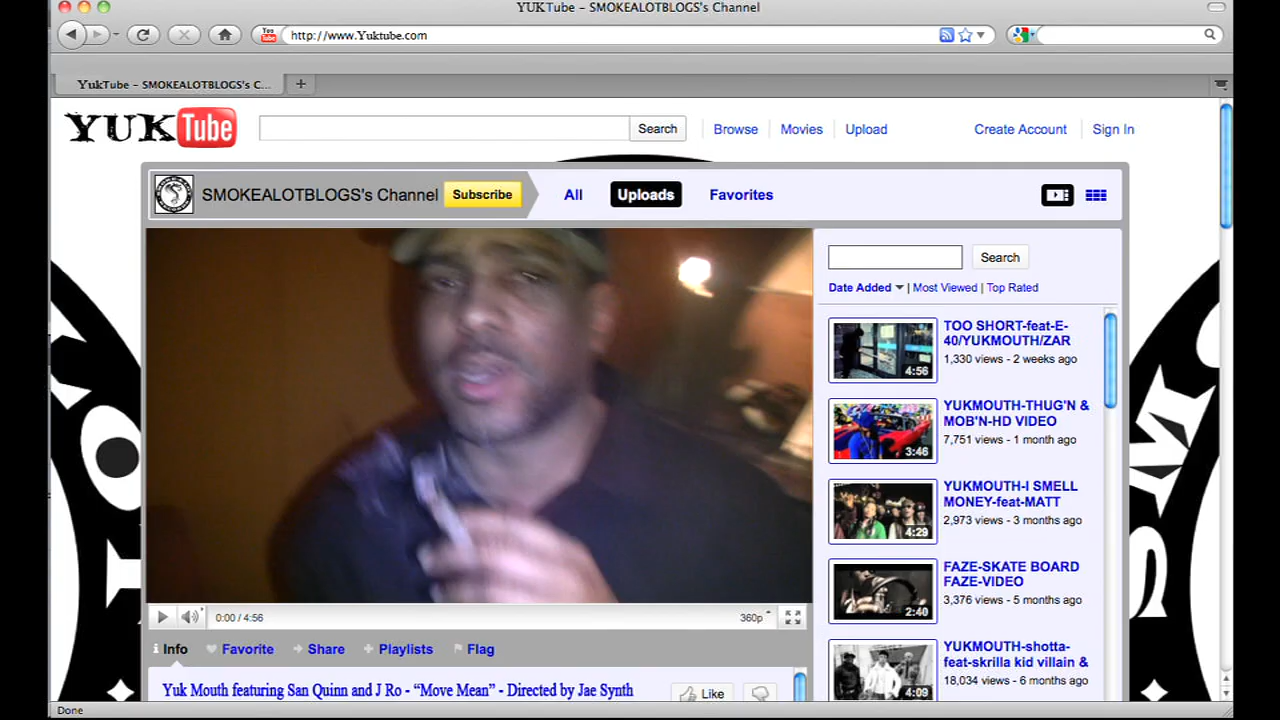 YUKTube – SMOKEALOTBLOGS's Channel
You Tube http://www.Yuktube.com
YukTube – SMOKEALOTBLOGS's C... +
YUK Tube Search Browse Movies Upload Create Account Sign In
SMOKEALOTBLOGS's Channel Subscribe All Uploads Favorites
Search
Date Added | Most Viewed | Top Rated
TOO SHORT-feat-E-
40/YUKMOUTH/ZAR
1,330 views - 2 weeks ago
4:56
YUKMOUTH-THUG'N &
MOB'N-HD VIDEO
7,751 views - 1 month ago
3:46
YUKMOUTH-I SMELL
MONEY-feat-MATT
2,973 views - 3 months ago
4:29
FAZE-SKATE BOARD
FAZE-VIDEO
3,376 views - 5 months ago
2:40
YUKMOUTH-shotta-
feat-skrilla kid villain &
18,034 views - 6 months ago
4:09
0:00 / 4:56 360p
Info Favorite Share Playlists Flag
Yuk Mouth featuring San Quinn and J Ro - “Move Mean” - Directed by Jae Synth
Like
Done